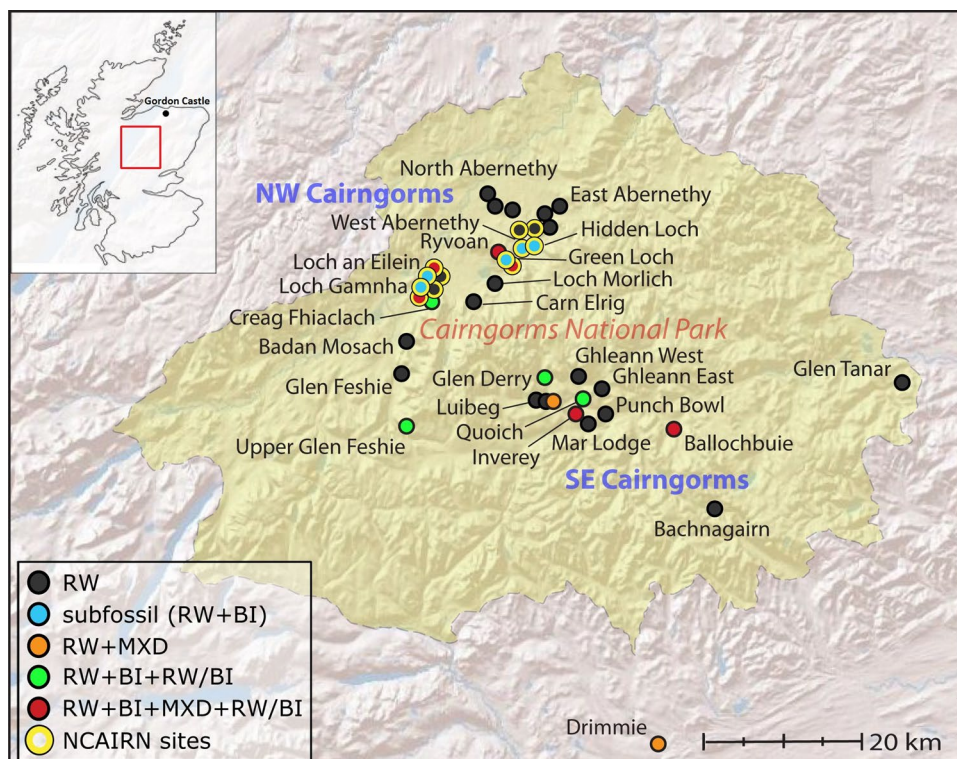 Gordon Castle
North Abernethy
NW Cairngorms
East Abernethy
West Abernethy
Hidden Loch
Ryvoan
Green Loch
Loch an Eilein
Loch Morlich
Loch Gamnha
Carn Elrig
Creag Fhiaclach
Cairngorms National Park
Badan Mosach
Ghleann West
Glen Tanar
Glen Feshie
Glen Derry
Ghleann East
Luibeg
Punch Bowl
Quoich
Upper Glen Feshie
Inverey
Mar Lodge
Ballochbuie
SE Cairngorms
Bachnagairn
RW
subfossil (RW+BI)
RW+MXD
RW+BI+RW/BI
RW+BI+MXD+RW/BI
NCAIRN sites
Drimmie
20 km